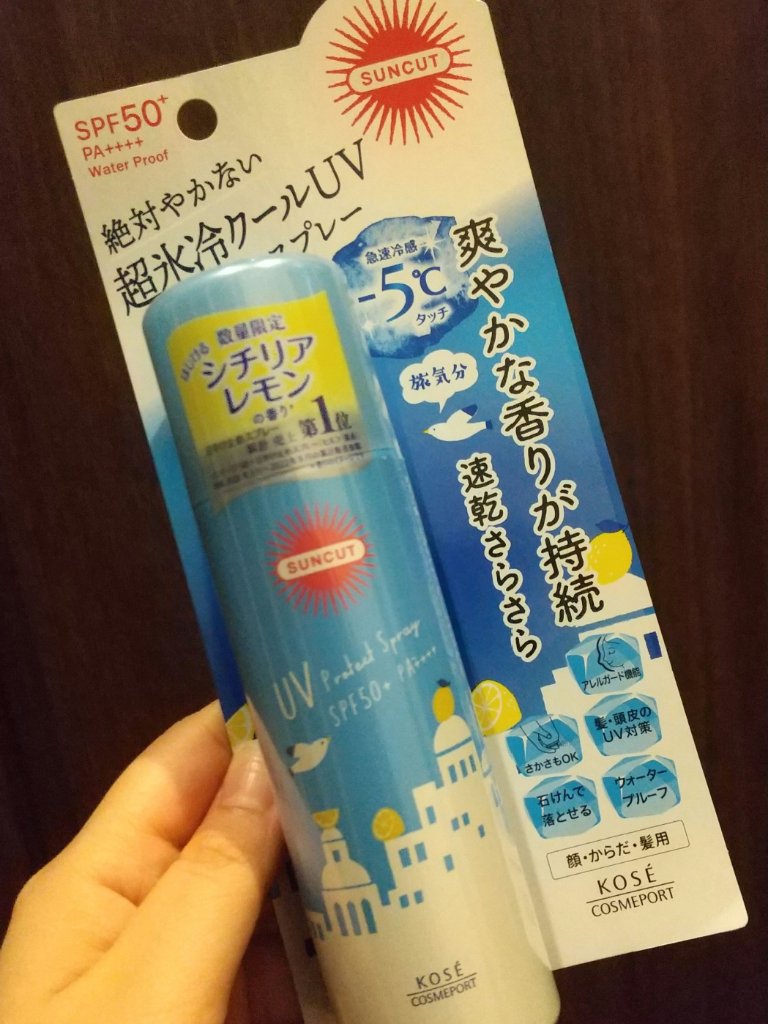 SUNCUT
SPF50+
PA++++
Water Proof
絶対やかない
超氷冷クールUV
スプレー
急速冷感
-5℃
タッチ
爽やかな香りが持続
旅気分
速乾さらさら
数量限定
はじける
シチリア
レモン
の香り
第1位
SUNCUT
UV Protect Spray
SPF50+ PA++++
アレルガード機能
さかさもOK
髪・頭皮の
UV対策
石けんで
落とせる
ウォーター
プルーフ
顔・からだ・髪用
KOSÉ
COSMEPORT
KOSÉ
COSMEPORT